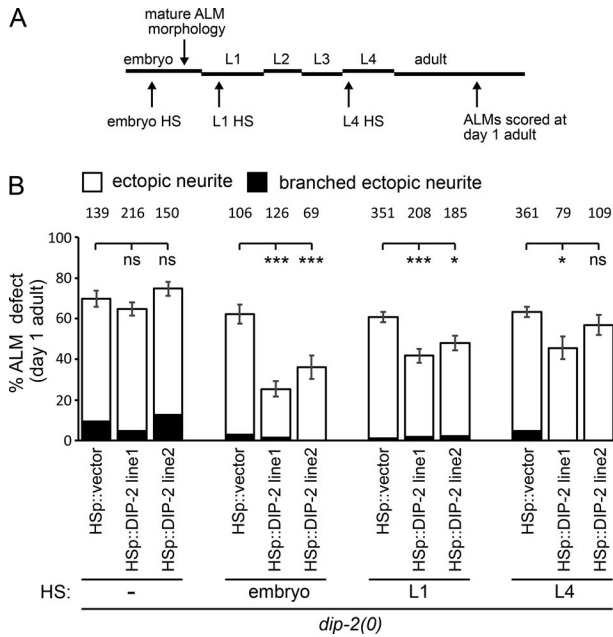 A
mature ALM
morphology
embryo L1 L2 L3 L4 adult
embryo HS L1 HS L4 HS ALMs scored at
day 1 adult
B
ectopic neurite branched ectopic neurite
139 216 150 106 126 69 351 208 185 361 79 109
ns ns *** *** *** * * ns
% ALM defect
(day 1 adult)
100
80
60
40
20
0
HSp::vector HSp::DIP-2 line1 HSp::DIP-2 line2 HSp::vector HSp::DIP-2 line1 HSp::DIP-2 line2 HSp::vector HSp::DIP-2 line1 HSp::DIP-2 line2 HSp::vector HSp::DIP-2 line1 HSp::DIP-2 line2
HS: - embryo L1 L4
dip-2(0)